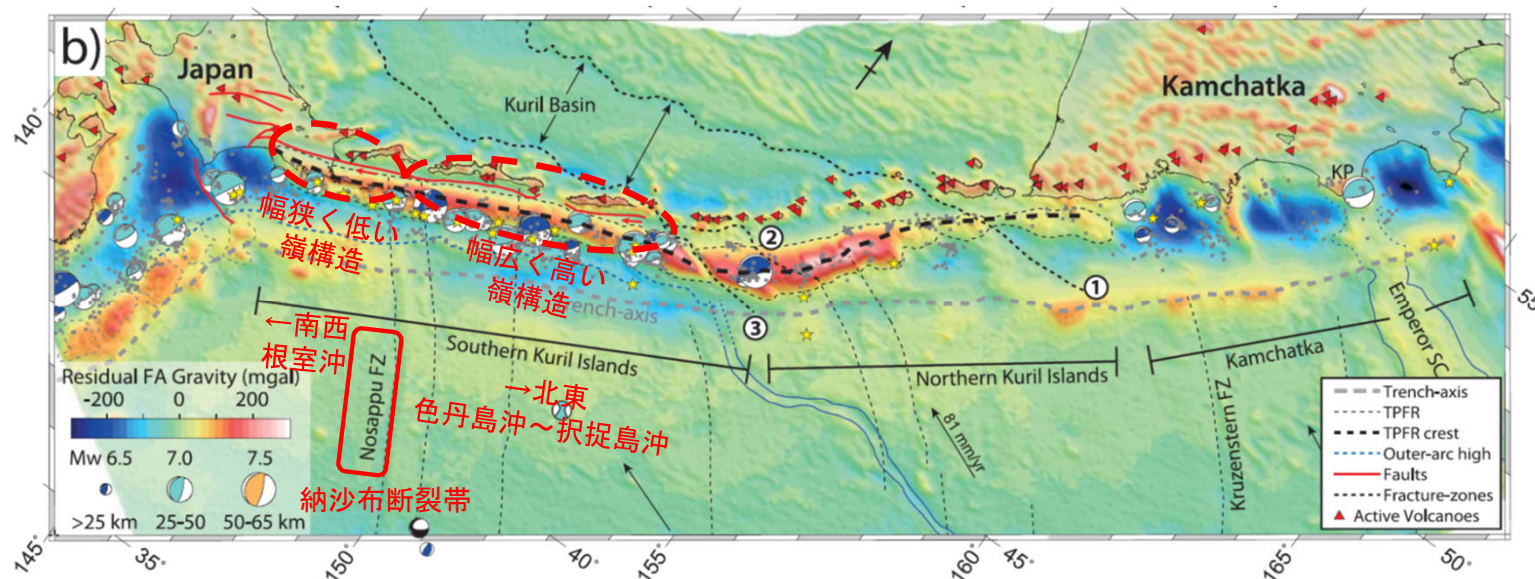 b)
Japan
Kuril Basin
Kamchatka
KP
140°
幅狭く低い
嶺構造
幅広く高い
嶺構造
②
①
③
Trench-axis
←南西
根室沖
Southern Kuril Islands
Northern Kuril Islands
Kamchatka
Emperor SC
Nosappu FZ
→北東
色丹島沖～択捉島沖
81 mm/yr
Kruzenstern FZ
納沙布断裂帯
Residual FA Gravity (mgal)
-200 0 200
Mw 6.5 7.0 7.5
>25 km 25-50 50-65 km
Trench-axis
TPFR
TPFR crest
Outer-arc high
Faults
Fracture-zones
Active Volcanoes
145° 35° 150° 40° 155° 160° 45° 165° 50°